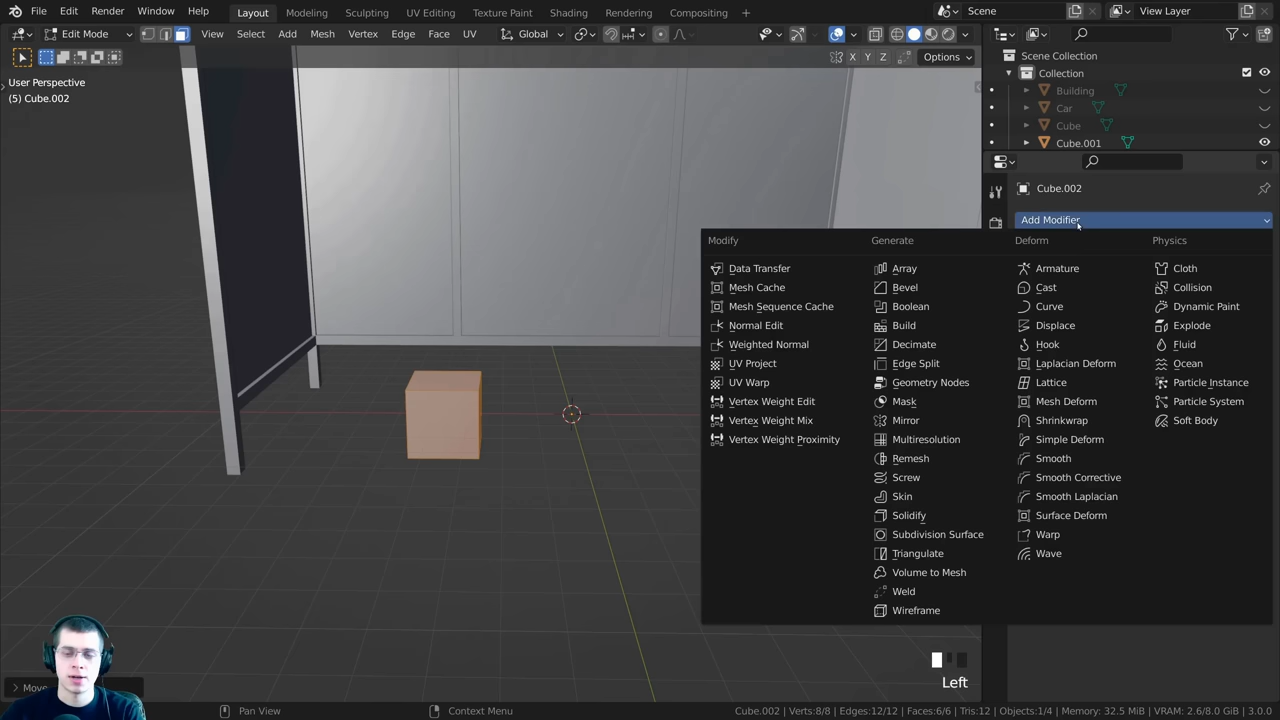 File Edit Render Window Help Layout Modeling Sculpting UV Editing Texture Paint Shading Rendering Compositing Scene View Layer
Edit Mode View Select Add Mesh Vertex Edge Face UV Global
X Y Z Options
User Perspective
(5) Cube.002
Scene Collection
Collection
Building
Car
Cube
Cube.001
Cube.002
Add Modifier
Modify
Data Transfer
Mesh Cache
Mesh Sequence Cache
Normal Edit
Weighted Normal
UV Project
UV Warp
Vertex Weight Edit
Vertex Weight Mix
Vertex Weight Proximity
Generate
Array
Bevel
Boolean
Build
Decimate
Edge Split
Geometry Nodes
Mask
Mirror
Multiresolution
Remesh
Screw
Skin
Solidify
Subdivision Surface
Triangulate
Volume to Mesh
Weld
Wireframe
Deform
Armature
Cast
Curve
Displace
Hook
Laplacian Deform
Lattice
Mesh Deform
Shrinkwrap
Simple Deform
Smooth
Smooth Corrective
Smooth Laplacian
Surface Deform
Warp
Wave
Physics
Cloth
Collision
Dynamic Paint
Explode
Fluid
Ocean
Particle Instance
Particle System
Soft Body
Left
Move
Pan View Context Menu Cube.002 | Verts:8/8 | Edges:12/12 | Faces:6/6 | Tris:12 | Objects:1/4 | Memory: 32.5 MiB | VRAM: 2.6/8.0 GiB | 3.0.0